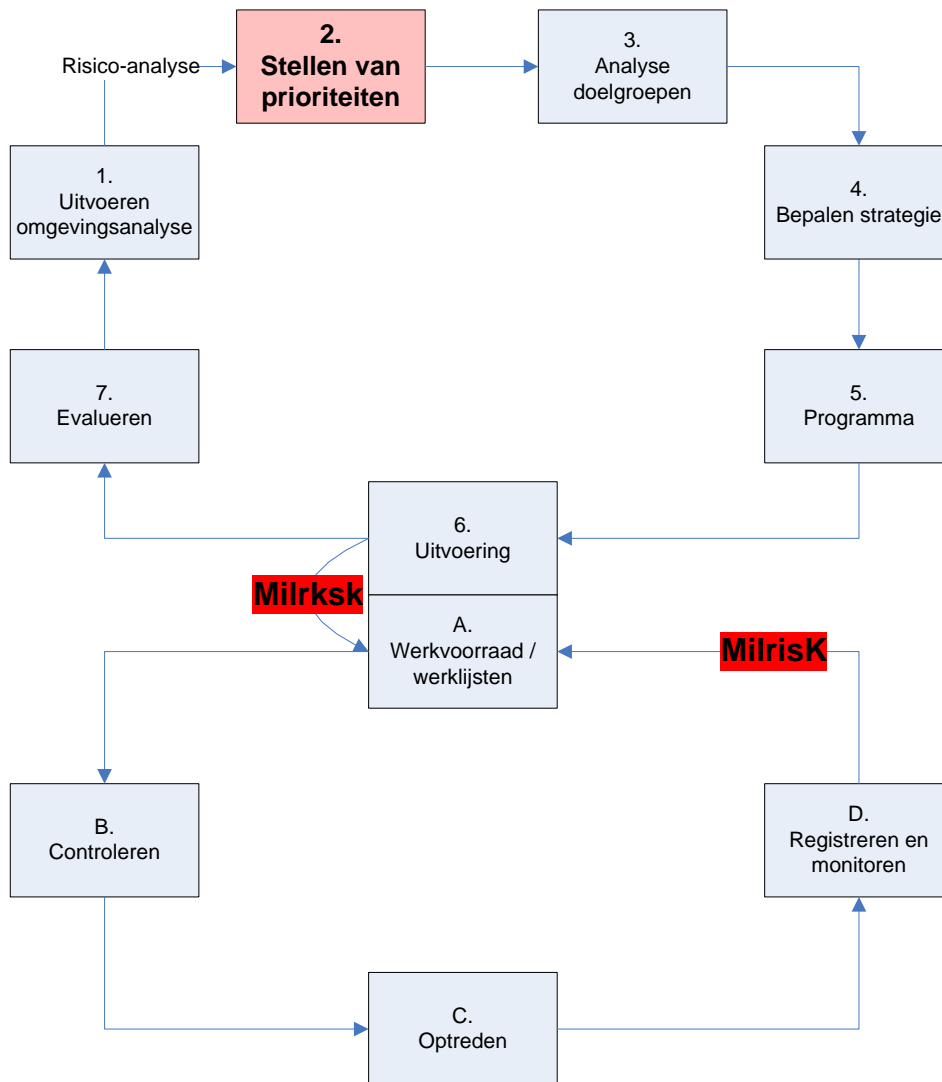 2.
Stellen van
prioriteiten
Risico-analyse
3.
Analyse
doelgroepen
1.
Uitvoeren
omgevingsanalyse
4.
Bepalen strategie
7.
Evalueren
5.
Programma
6.
Uitvoering
Milrksk
A.
Werkvoorraad /
werklijsten
MilrisK
B.
Controleren
D.
Registreren en
monitoren
C.
Optreden